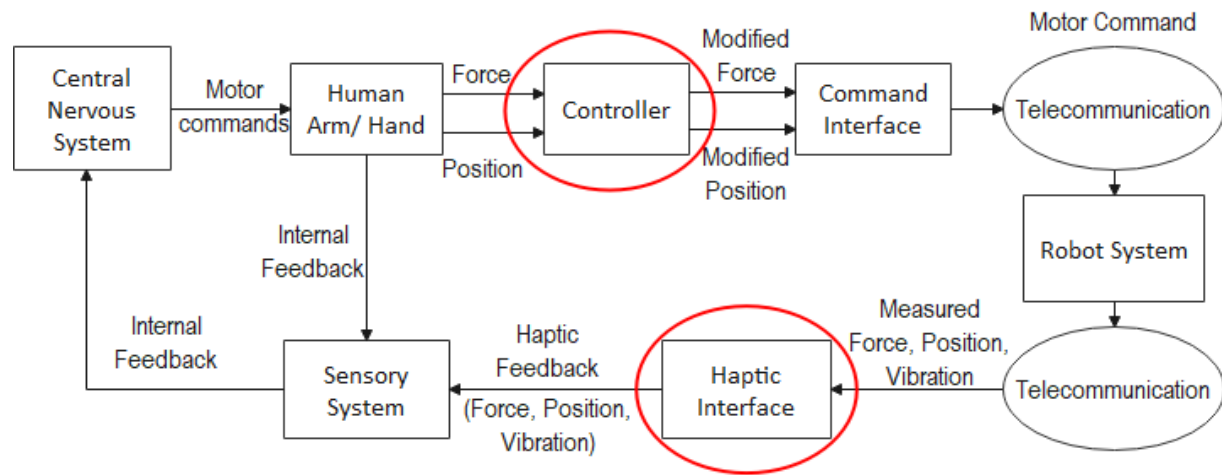 Motor Command
Central
Nervous
System
Motor
commands
Human
Arm/ Hand
Force
Position
Controller
Modified
Force
Modified
Position
Command
Interface
Telecommunication
Robot System
Internal
Feedback
Internal
Feedback
Sensory
System
Haptic
Feedback
(Force, Position,
Vibration)
Haptic
Interface
Measured
Force, Position,
Vibration
Telecommunication